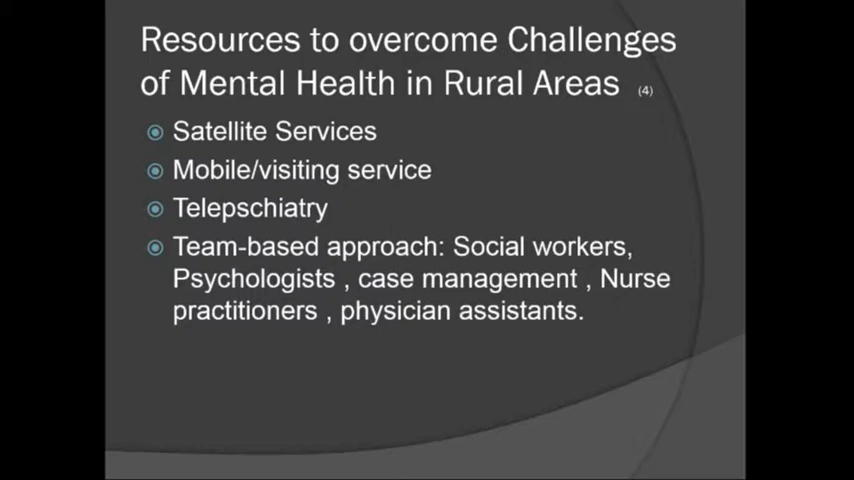 Resources to overcome Challenges
of Mental Health in Rural Areas (4)
Satellite Services
Mobile/visiting service
Telepschiatry
Team-based approach: Social workers,
Psychologists , case management , Nurse
practitioners , physician assistants.